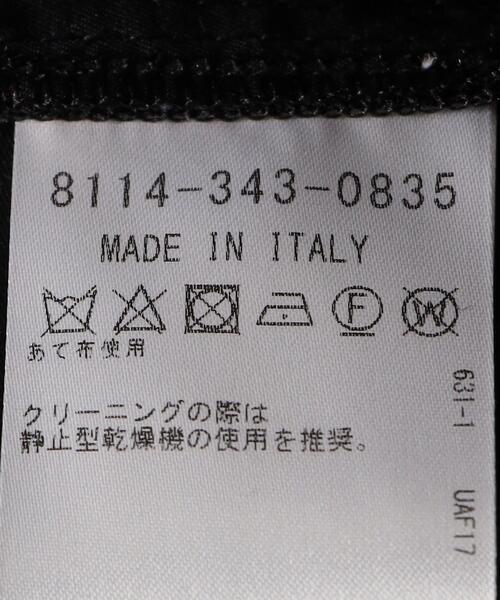 8114-343-0835
MADE IN ITALY
F
W
あて布使用
クリーニングの際は
静止型乾燥機の使用を推奨。
631-1
UAF17